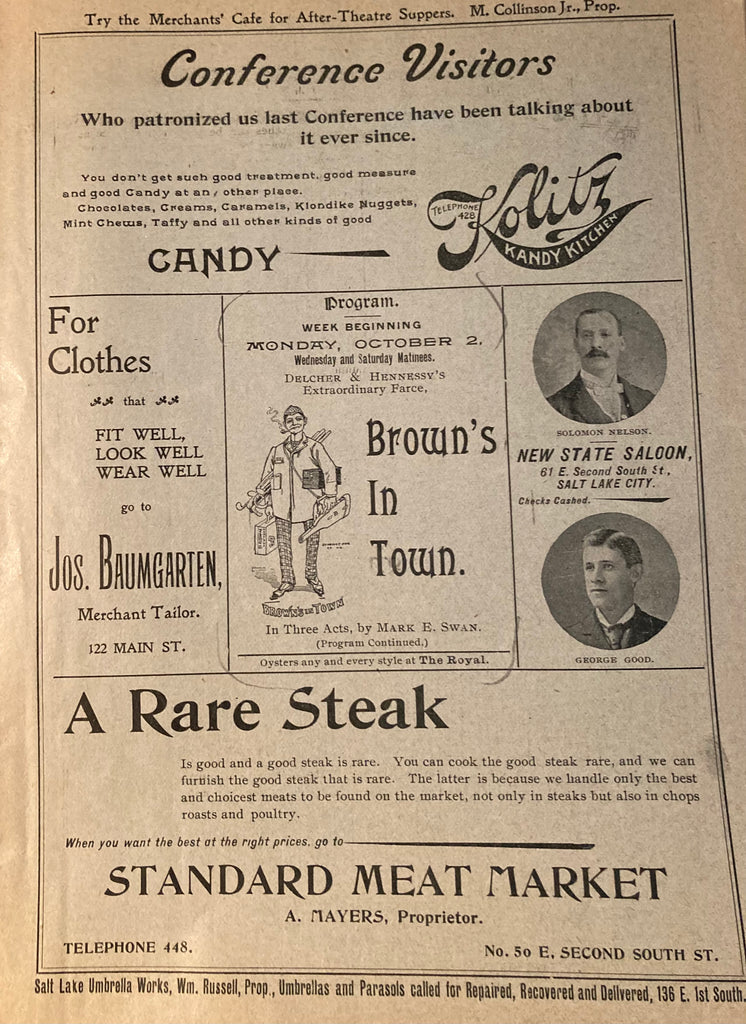 Try the Merchants' Cafe for After-Theatre Suppers. M. Collinson Jr., Prop.
Conference Visitors
Who patronized us last Conference have been talking about
it ever since.
You don't get such good treatment, good measure
and good Candy at any other place.
Chocolates, Creams, Caramels, Klondike Nuggets,
Mint Chews, Taffy and all other kinds of good
CANDY
TELEPHONE
428
Kolitz
KANDY KITCHEN
For
Clothes
that
FIT WELL,
LOOK WELL
WEAR WELL
go to
JOS. BAUMGARTEN,
Merchant Tailor.
122 MAIN ST.
Program.
WEEK BEGINNING
MONDAY, OCTOBER 2,
Wednesday and Saturday Matinees.
DELCHER & HENNESSY'S
Extraordinary Farce,
Brown's
In
Town.
BROWN'S IN TOWN
In Three Acts, by MARK E. SWAN.
(Program Continued.)
Oysters any and every style at The Royal.
SOLOMON NELSON.
NEW STATE SALOON,
61 E. Second South St.,
SALT LAKE CITY.
Checks Cashed.
GEORGE GOOD.
A Rare Steak
Is good and a good steak is rare. You can cook the good steak rare, and we can
furnish the good steak that is rare. The latter is because we handle only the best
and choicest meats to be found on the market, not only in steaks but also in chops
roasts and poultry.
When you want the best at the right prices, go to
STANDARD MEAT MARKET
A. MAYERS, Proprietor.
TELEPHONE 448.
No. 50 E. SECOND SOUTH ST.
Salt Lake Umbrella Works, Wm. Russell, Prop., Umbrellas and Parasols called for Repaired, Recovered and Delivered, 136 E. 1st South.